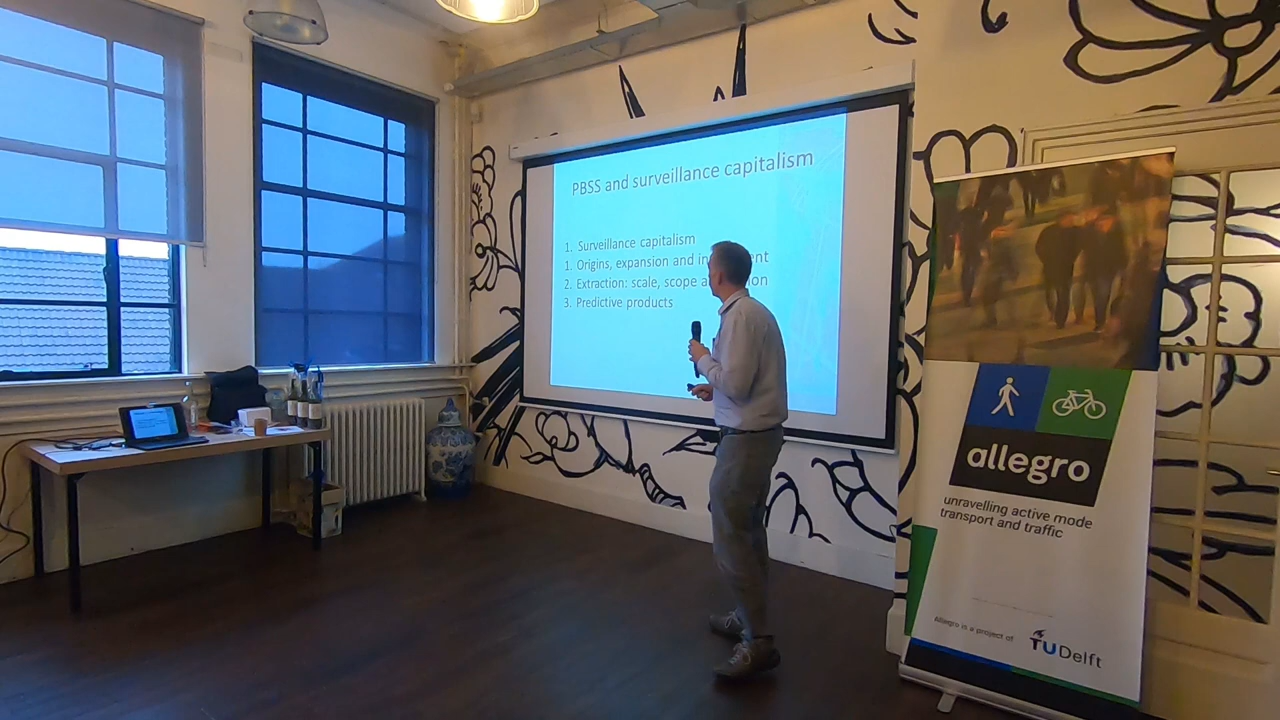 PBSS and surveillance capitalism
1. Surveillance capitalism
1. Origins, expansion and
2. Extraction: scale, scope
3. Predictive products
allegro
unravelling active mode
transport and traffic
Allegro is a project of
TUDelft